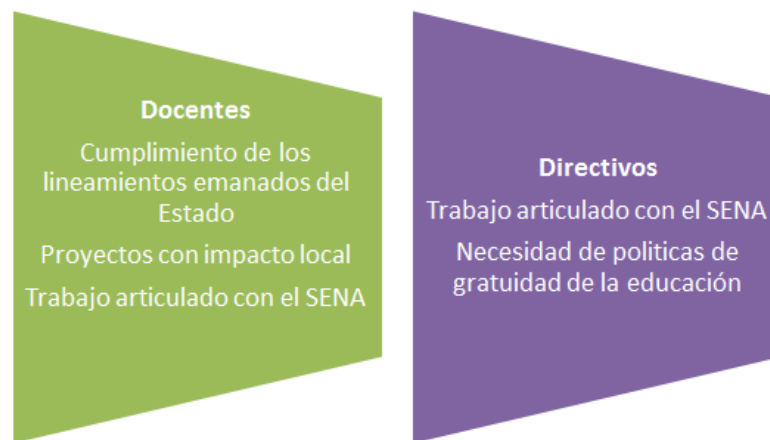 Docentes
Cumplimiento de los
lineamientos emanados del
Estado
Proyectos con impacto local
Trabajo articulado con el SENA
Directivos
Trabajo articulado con el SENA
Necesidad de politicas de
gratuidad de la educación